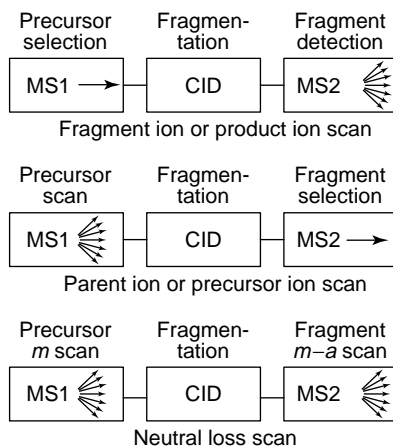 Precursor Fragmen- Fragment
selection tation detection
MS1 CID MS2
Fragment ion or product ion scan
Precursor Fragmen- Fragment
scan tation selection
MS1 CID MS2
Parent ion or precursor ion scan
Precursor Fragmen- Fragment
m scan tation m−a scan
MS1 CID MS2
Neutral loss scan